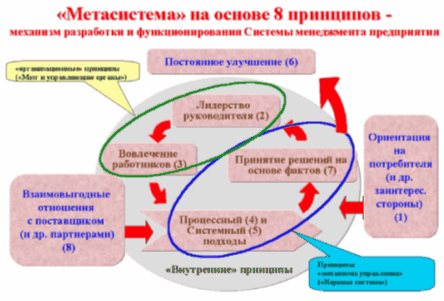 «Метасистема» на основе 8 принципов -
механизм разработки и функционирования Системы менеджмента предприятия
Постоянное улучшение (6)
«организационные» принципы
(«Мозг и управляющие органы»)
Лидерство
руководителя (2)
Вовлечение
работников (3)
Принятие решений на
основе фактов (7)
Ориентация
на
потребителя
(и др.
заинтерес.
стороны)
(1)
Взаимовыгодные
отношения
с поставщиком
(и др. партнерами)
(8)
Процессный (4) и
Системный (5)
подходы
«Внутренние» принципы
Принципы
«механизма управления»
(«Нервная система»)